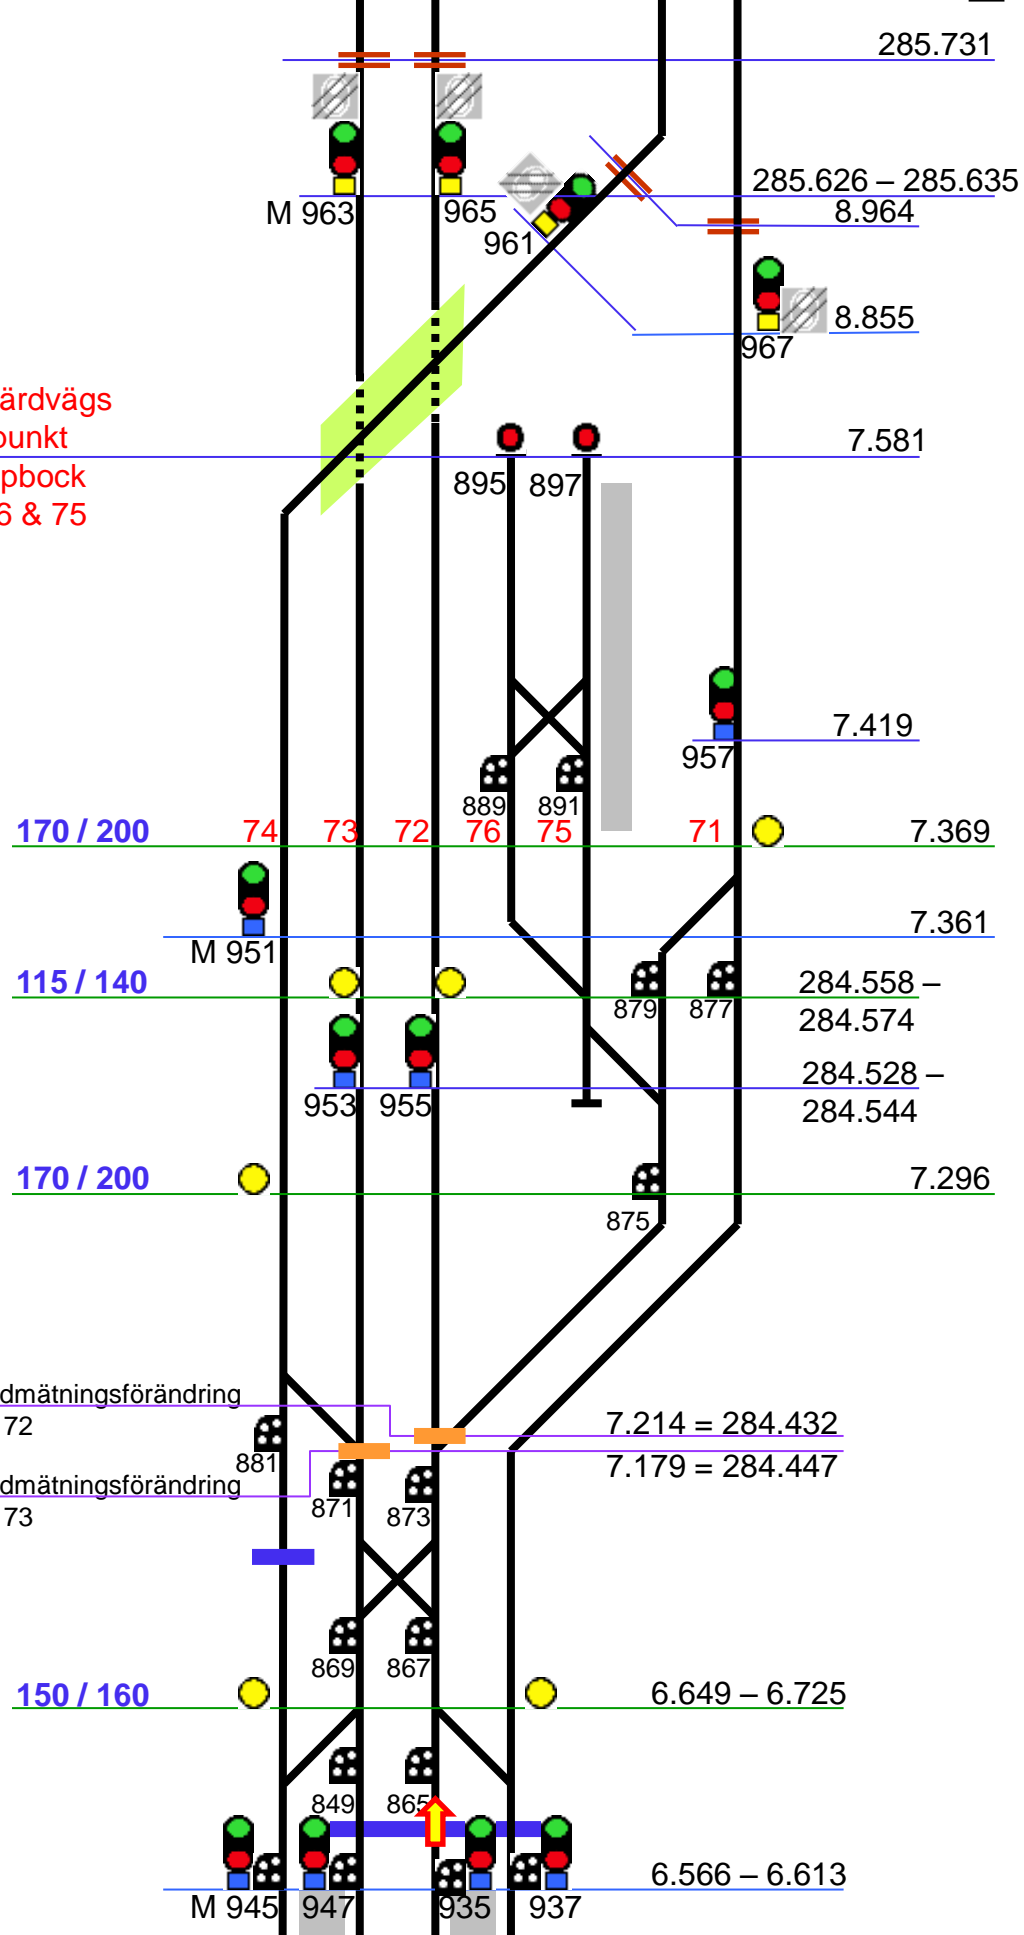 285.731
285.626 – 285.635
M 963
965
8.964
961
8.855
967
ärdvägs
punkt
pbock
6 & 75
7.581
895
897
7.419
957
889
891
170 / 200
74
73
72
76
75
71
7.369
7.361
M 951
115 / 140
284.558 –
284.574
879
877
284.528 –
284.544
953
955
170 / 200
7.296
875
dmätningsförändring
72
7.214 = 284.432
881
7.179 = 284.447
dmätningsförändring
73
871
873
869
867
150 / 160
6.649 – 6.725
849
865
6.566 – 6.613
M 945
947
935
937